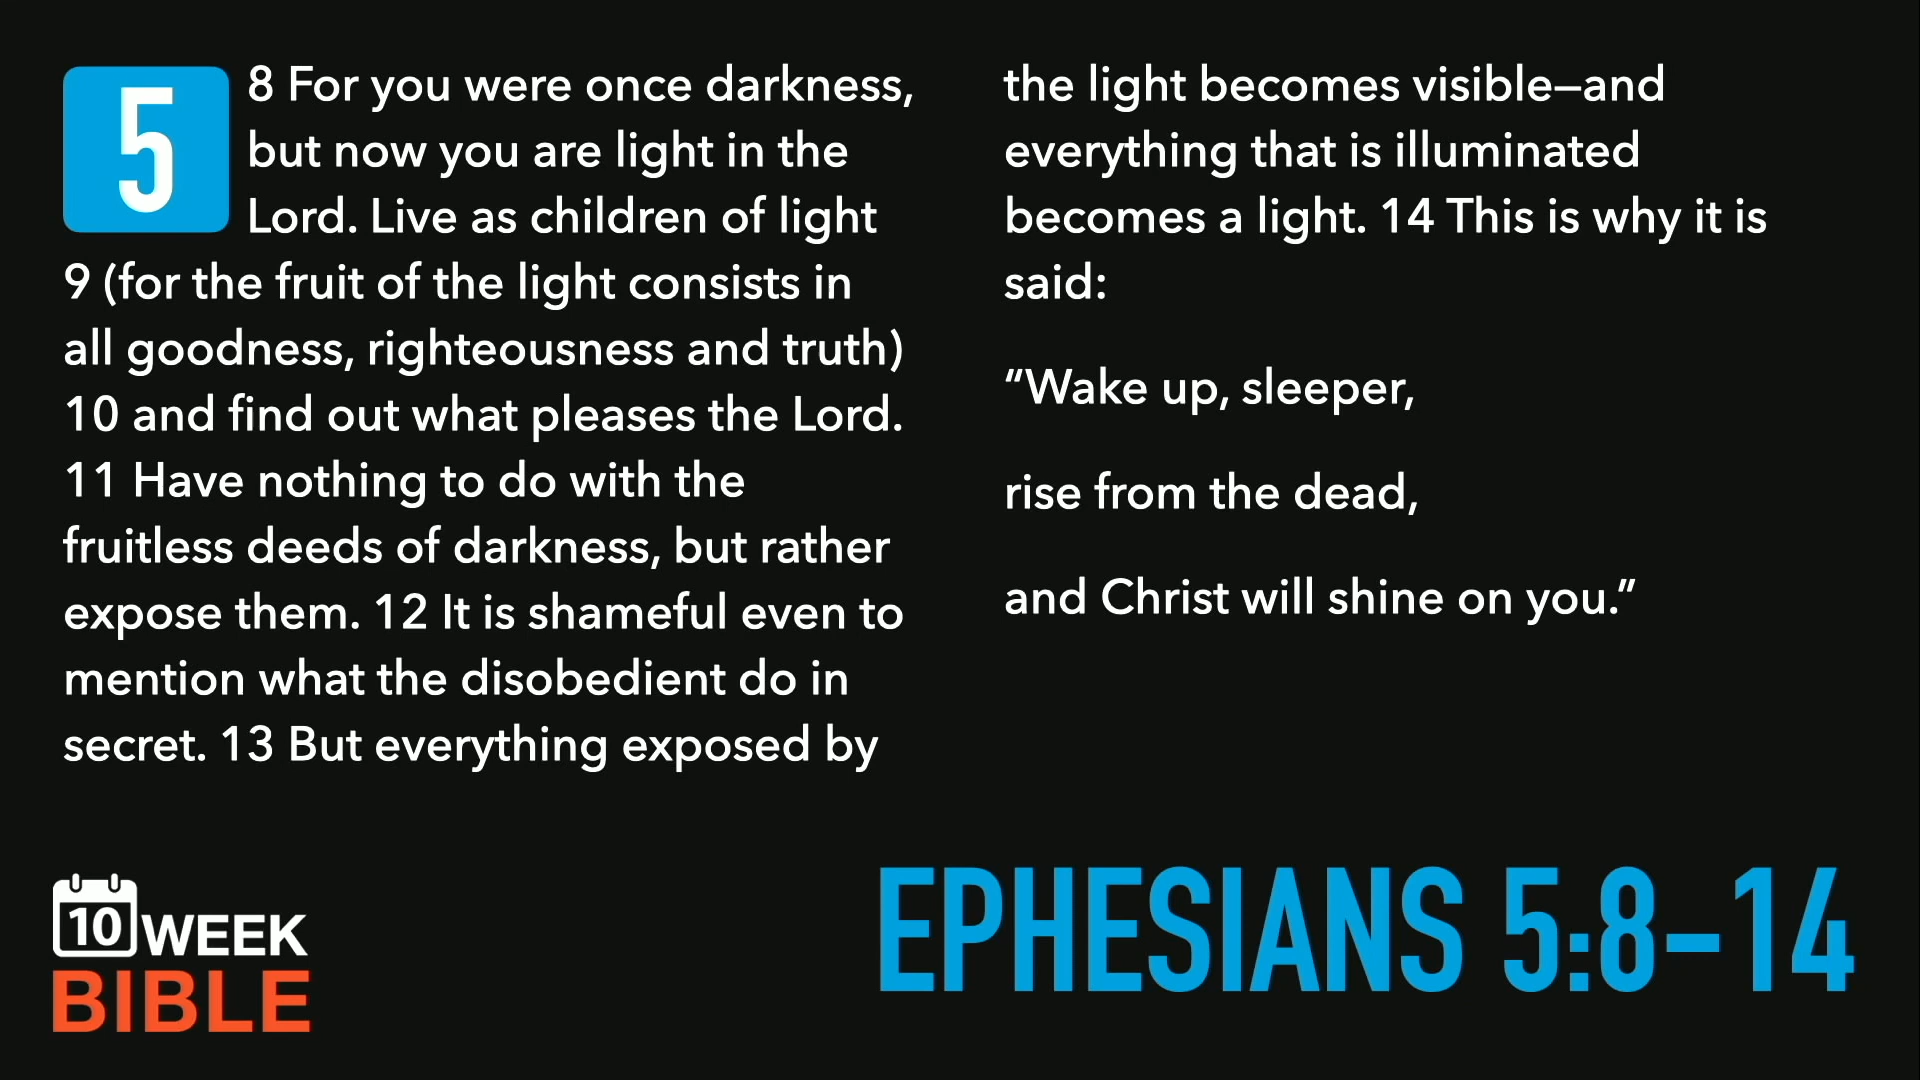 5
8 For you were once darkness,
but now you are light in the
Lord. Live as children of light
9 (for the fruit of the light consists in
all goodness, righteousness and truth)
10 and find out what pleases the Lord.
11 Have nothing to do with the
fruitless deeds of darkness, but rather
expose them. 12 It is shameful even to
mention what the disobedient do in
secret. 13 But everything exposed by
the light becomes visible—and
everything that is illuminated
becomes a light. 14 This is why it is
said:
“Wake up, sleeper,
rise from the dead,
and Christ will shine on you.”
10 WEEK
BIBLE
EPHESIANS 5:8–14